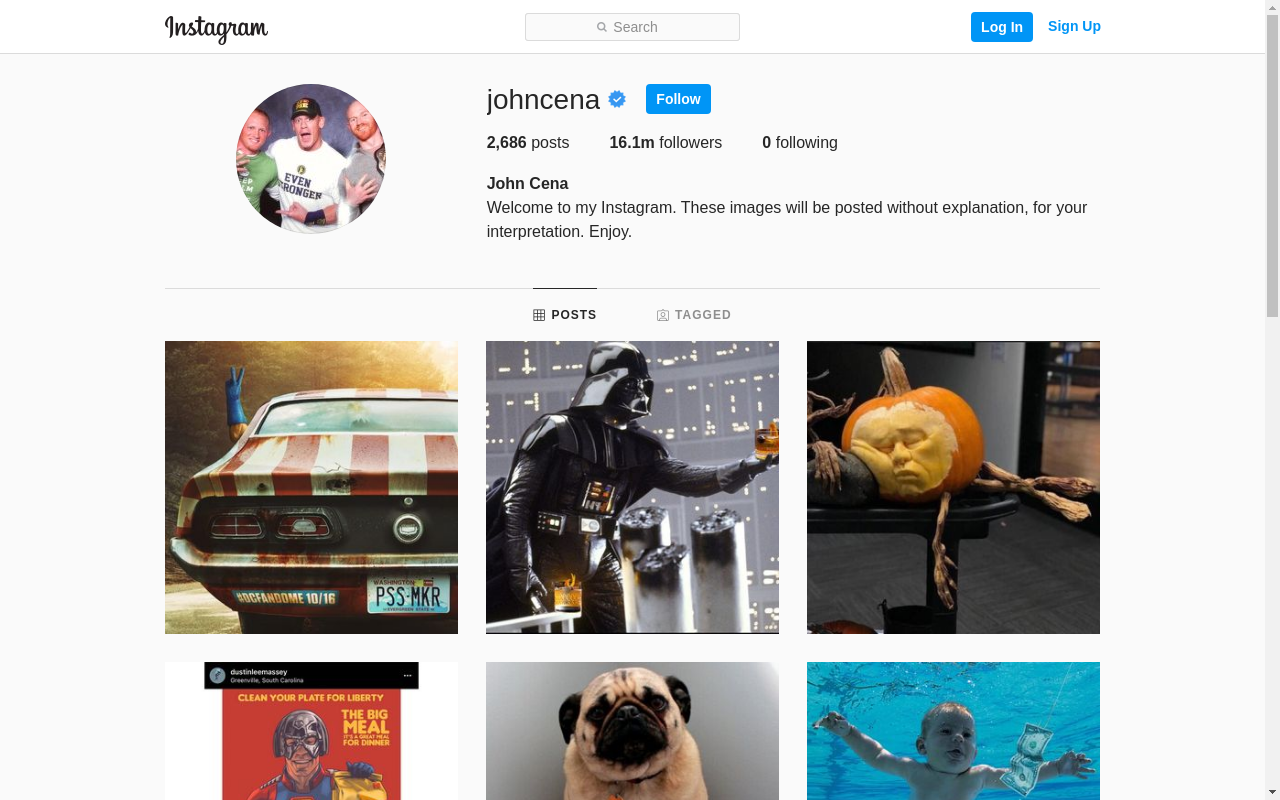 Instagram
Search
Log In
Sign Up
johncena
Follow
2,686 posts
16.1m followers
0 following
John Cena
Welcome to my Instagram. These images will be posted without explanation, for your
interpretation. Enjoy.
EVEN
STRONGER
POSTS
TAGGED
WASHINGTON
PSS-MKR
EVERGREEN STATE
#DCFANDOME 10/16
dustinleemassey
Greenville, South Carolina
CLEAN YOUR PLATE FOR LIBERTY
THE BIG
MEAL
IT'S A GREAT MEAL
FOR DINNER